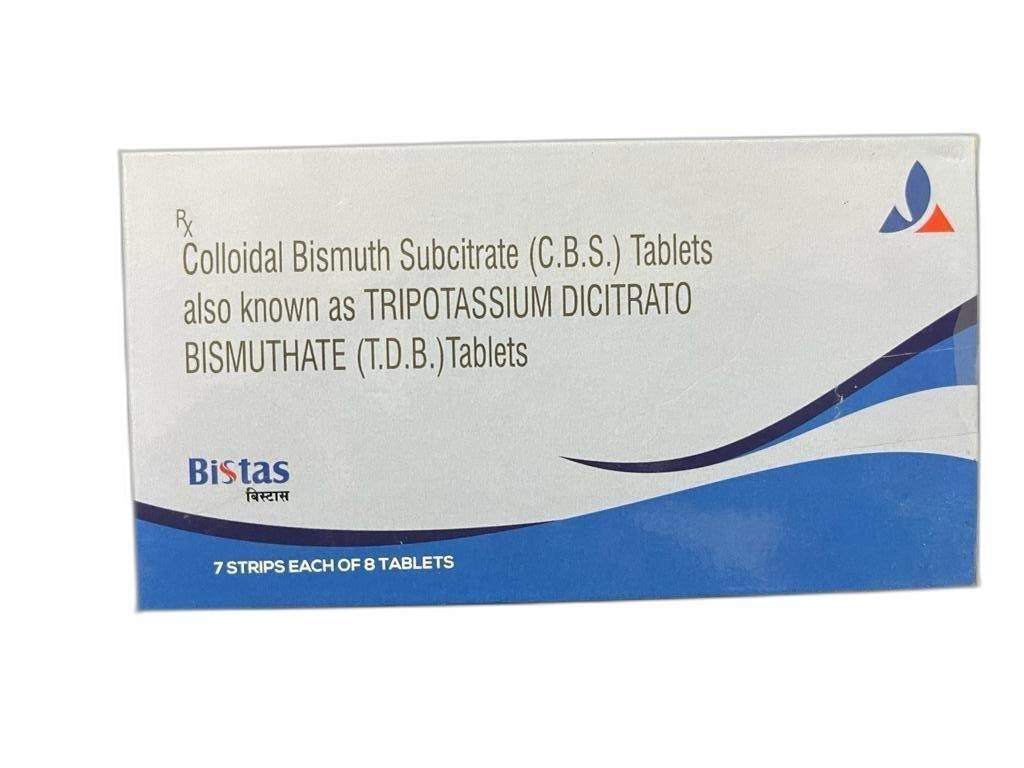 Rx
Colloidal Bismuth Subcitrate (C.B.S.) Tablets
also known as TRIPOTASSIUM DICITRATO
BISMUTHATE (T.D.B.) Tablets
Bistas
बिस्टास
7 STRIPS EACH OF 8 TABLETS